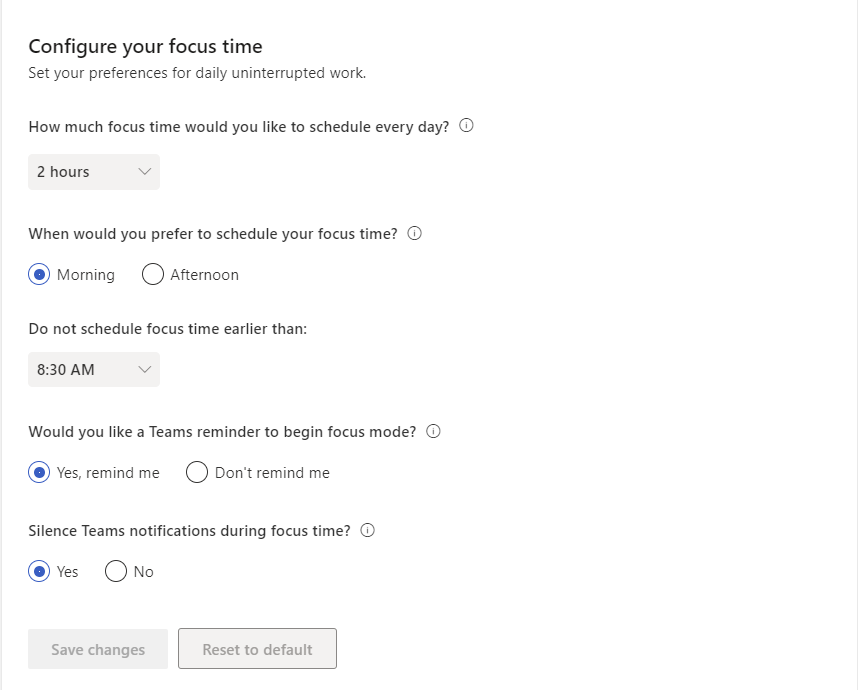 Configure your focus time
Set your preferences for daily uninterrupted work.
How much focus time would you like to schedule every day?
2 hours
When would you prefer to schedule your focus time?
Morning Afternoon
Do not schedule focus time earlier than:
8:30 AM
Would you like a Teams reminder to begin focus mode?
Yes, remind me Don't remind me
Silence Teams notifications during focus time?
Yes No
Save changes Reset to default